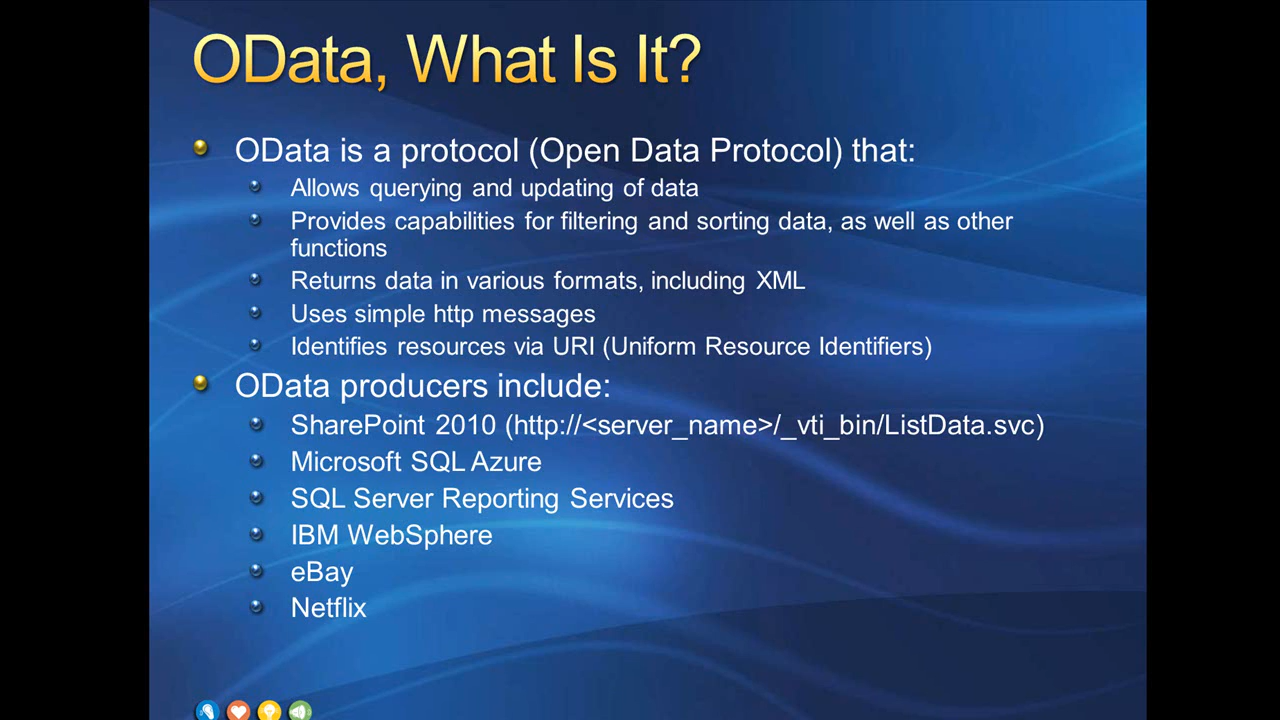 OData, What Is It?
OData is a protocol (Open Data Protocol) that:
Allows querying and updating of data
Provides capabilities for filtering and sorting data, as well as other
functions
Returns data in various formats, including XML
Uses simple http messages
Identifies resources via URI (Uniform Resource Identifiers)
OData producers include:
SharePoint 2010 (http://<server_name>/_vti_bin/ListData.svc)
Microsoft SQL Azure
SQL Server Reporting Services
IBM WebSphere
eBay
Netflix